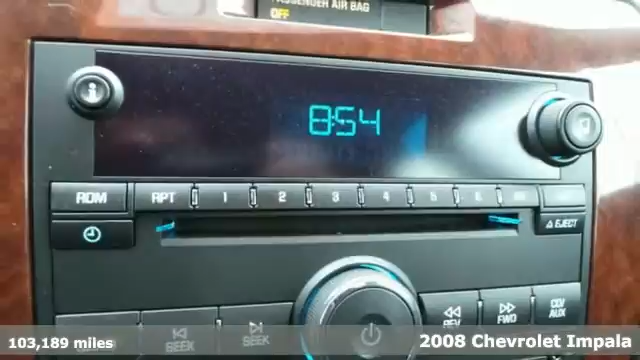 PASSENGER AIR BAG
OFF
8:54
RDM
RPT
1
2
3
4
5
6
EJECT
SEEK
SEEK
REV
FWD
CD/
AUX
103,189 miles
2008 Chevrolet Impala